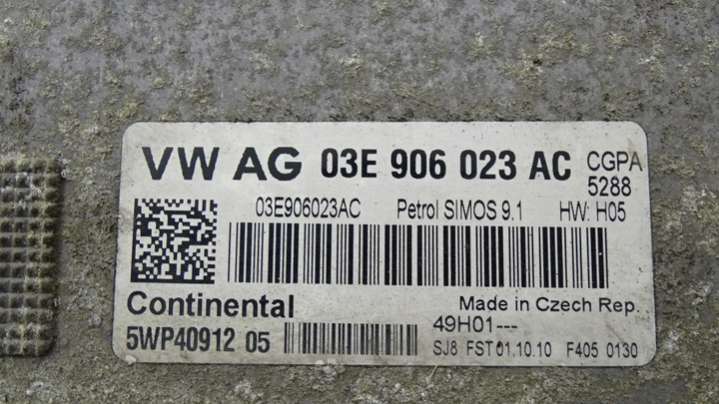 VW AG 03E 906 023 AC CGPA
5288
03E906023AC Petrol SIMOS 9.1 HW: H05
Continental Made in Czech Rep.
5WP40912 05 49H01---
SJ8 FST 01.10.10 F405 0130